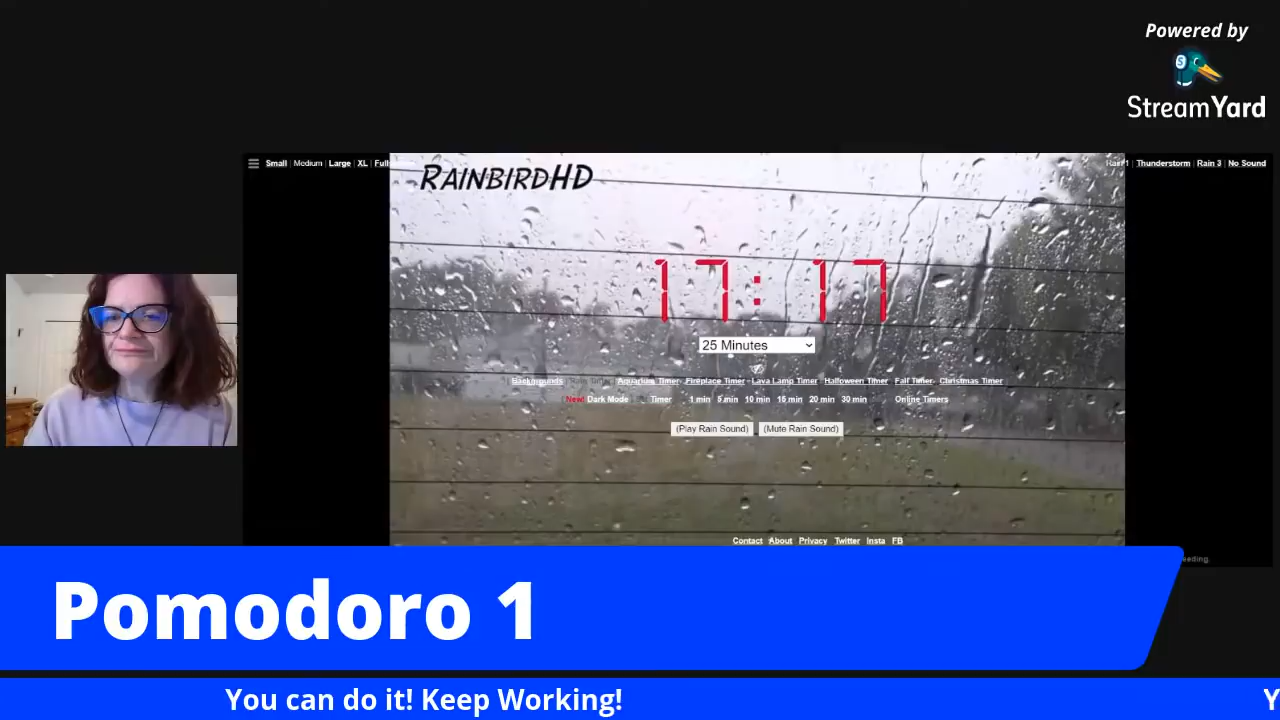 Powered by
StreamYard
Small | Medium | Large | XL | Full
Thunderstorm | Rain 3 | No Sound
RAINBIRDHD
17:17
25 Minutes
Backgrounds Aquarium Timer Fireplace Timer Lava Lamp Timer Halloween Timer Fall Timer Christmas Timer
New! Dark Mode Timer 1 min 5 min 10 min 15 min 20 min 30 min Online Timers
(Play Rain Sound) (Mute Rain Sound)
Contact About Privacy Twitter Insta FB
Pomodoro 1
You can do it! Keep Working! Y